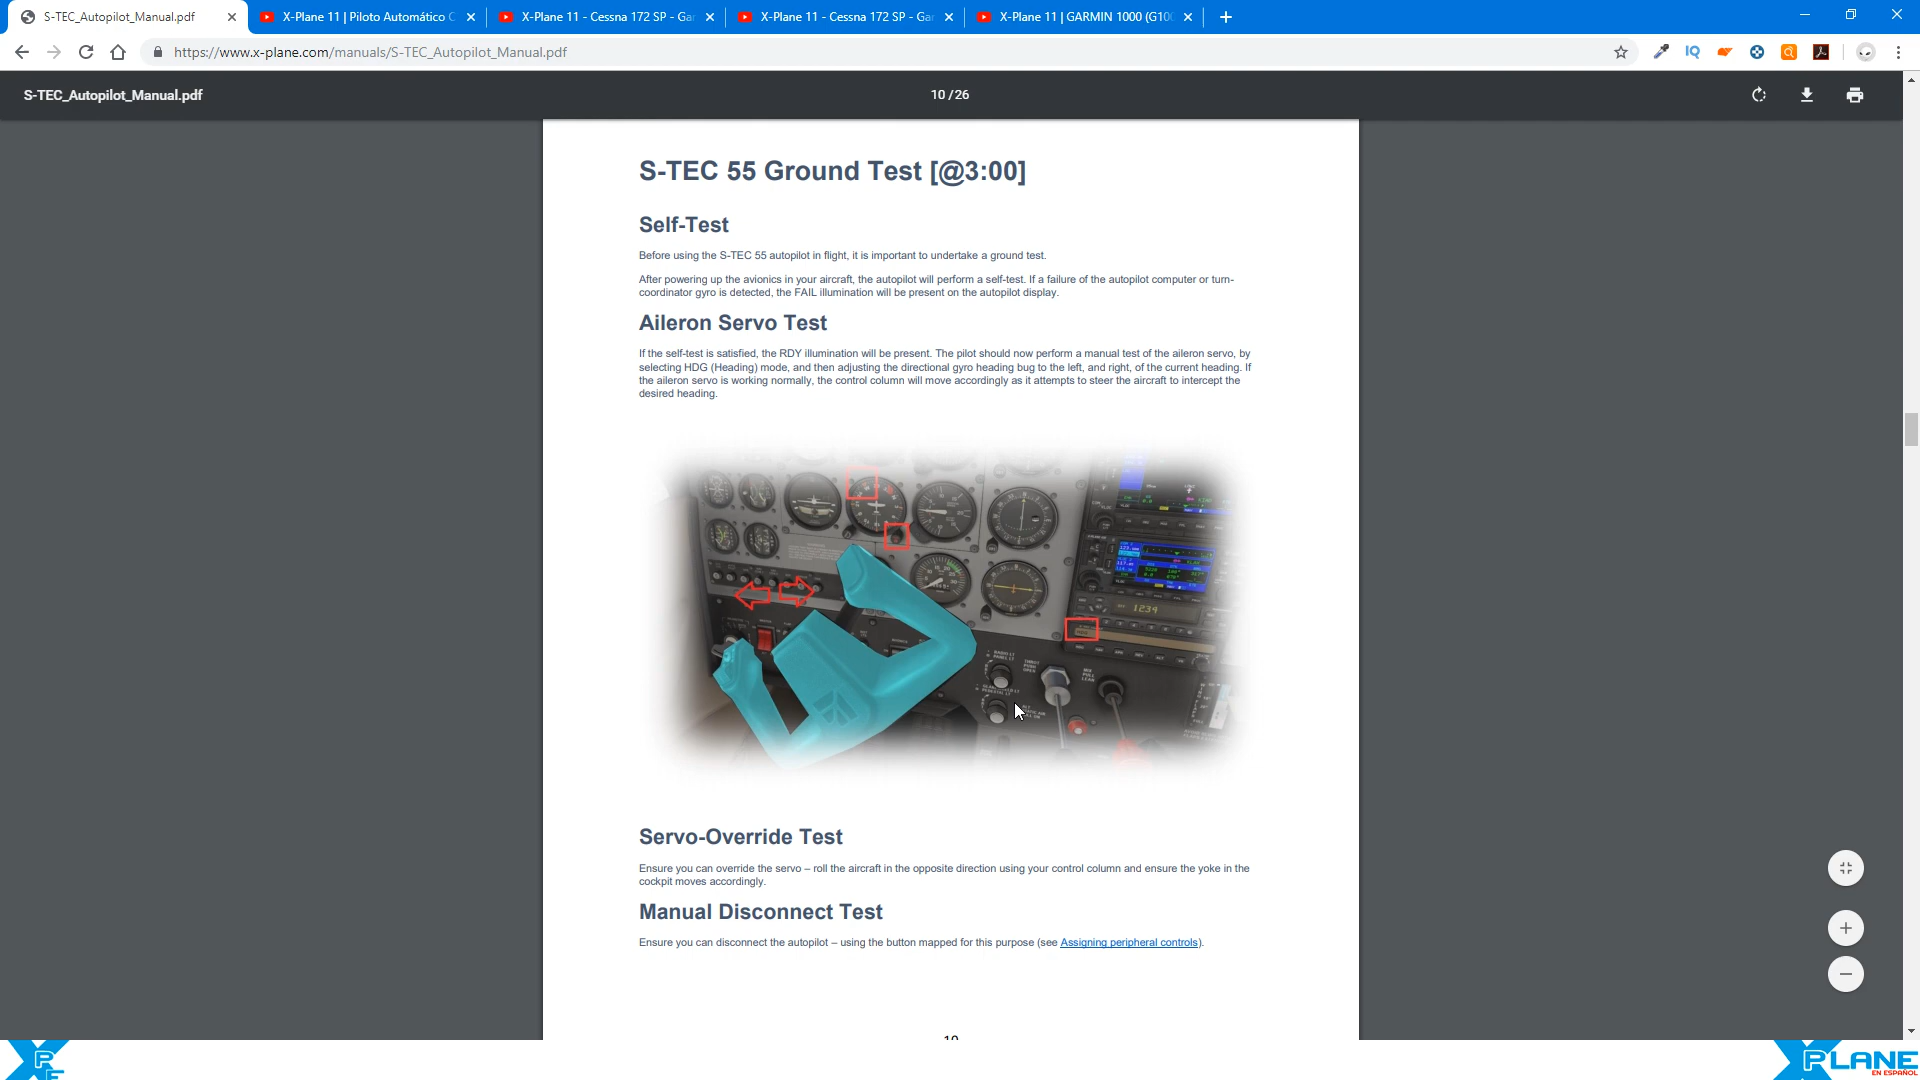 S-TEC_Autopilot_Manual.pdf
X-Plane 11 | Piloto Automático C
X-Plane 11 - Cessna 172 SP - Gar
X-Plane 11 - Cessna 172 SP - Gar
X-Plane 11 | GARMIN 1000 (G100
https://www.x-plane.com/manuals/S-TEC_Autopilot_Manual.pdf
IQ
S-TEC_Autopilot_Manual.pdf
10 / 26
S-TEC 55 Ground Test [@3:00]
Self-Test
Before using the S-TEC 55 autopilot in flight, it is important to undertake a ground test.
After powering up the avionics in your aircraft, the autopilot will perform a self-test. If a failure of the autopilot computer or turn-
coordinator gyro is detected, the FAIL illumination will be present on the autopilot display.
Aileron Servo Test
If the self-test is satisfied, the RDY illumination will be present. The pilot should now perform a manual test of the aileron servo, by
selecting HDG (Heading) mode, and then adjusting the directional gyro heading bug to the left, and right, of the current heading. If
the aileron servo is working normally, the control column will move accordingly as it attempts to steer the aircraft to intercept the
desired heading.
1234
Servo-Override Test
Ensure you can override the servo – roll the aircraft in the opposite direction using your control column and ensure the yoke in the
cockpit moves accordingly.
Manual Disconnect Test
Ensure you can disconnect the autopilot – using the button mapped for this purpose (see Assigning peripheral controls).
10
XPLANE
EN ESPAÑOL